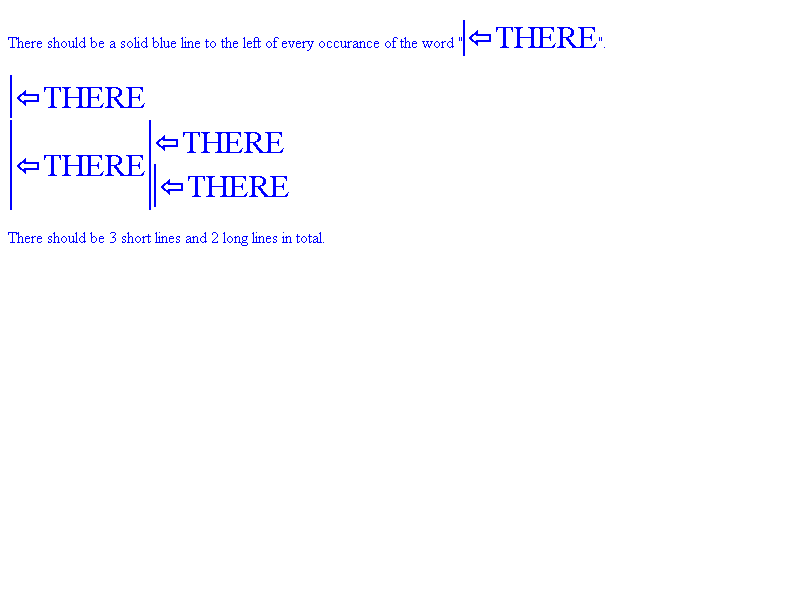 There should be a solid blue line to the left of every occurance of the word "⇦THERE".
⇦THERE
⇦THERE
⇦THERE
⇦THERE
There should be 3 short lines and 2 long lines in total.